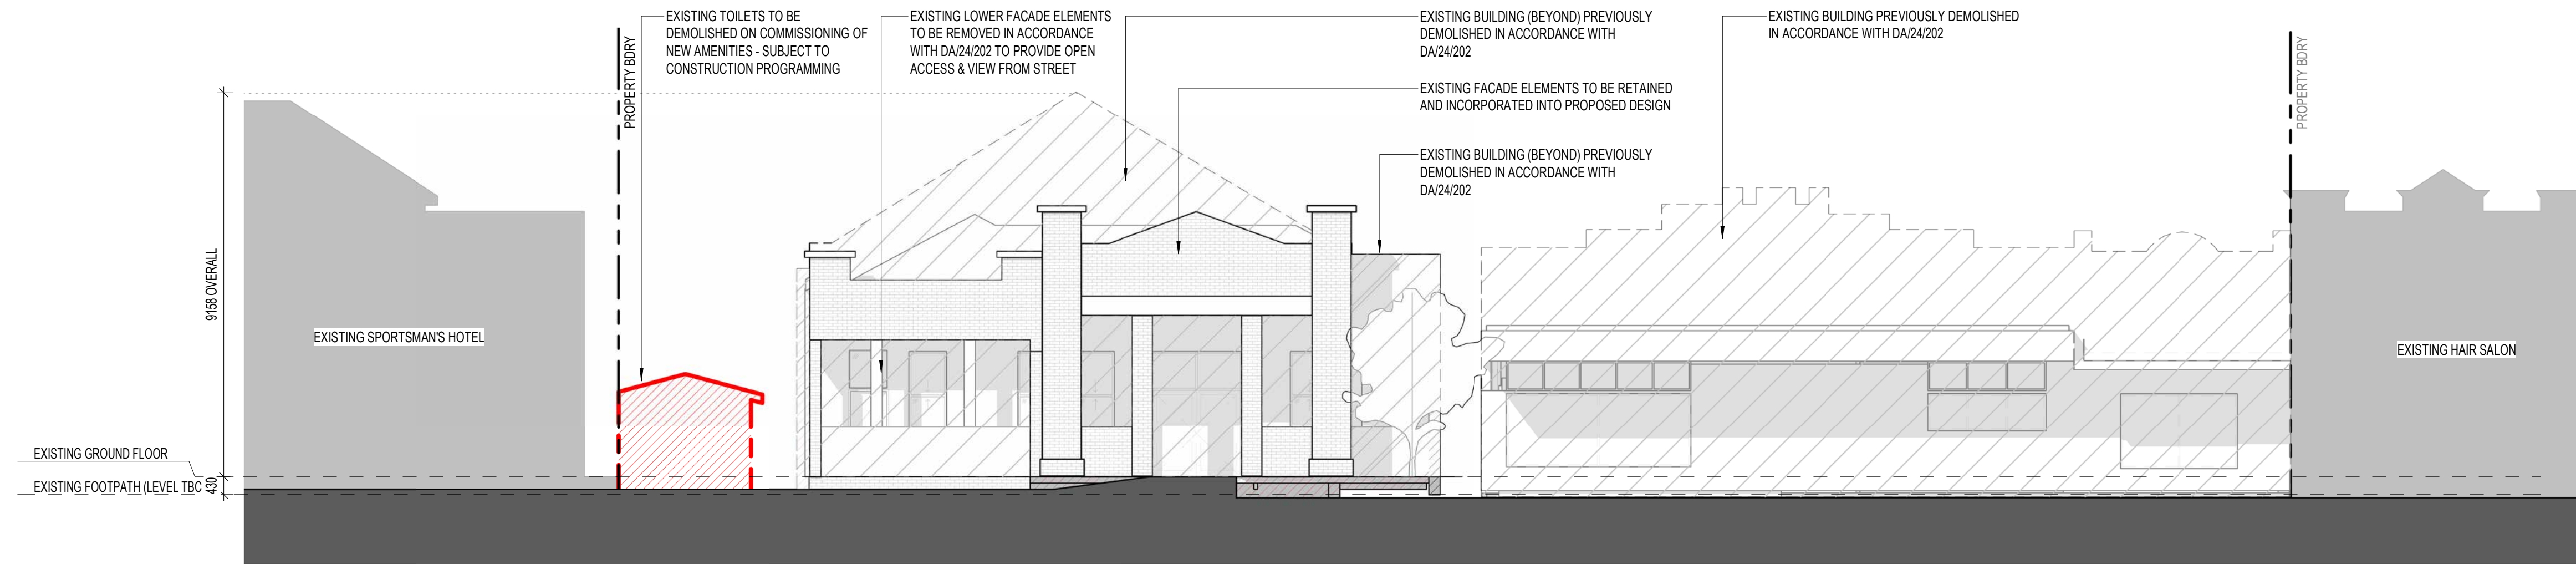 EXISTING TOILETS TO BE
DEMOLISHED ON COMMISSIONING OF
NEW AMENITIES - SUBJECT TO
CONSTRUCTION PROGRAMMING
PROPERTY BDRY
EXISTING LOWER FACADE ELEMENTS
TO BE REMOVED IN ACCORDANCE
WITH DA/24/202 TO PROVIDE OPEN
ACCESS & VIEW FROM STREET
EXISTING BUILDING (BEYOND) PREVIOUSLY
DEMOLISHED IN ACCORDANCE WITH
DA/24/202
EXISTING FACADE ELEMENTS TO BE RETAINED
AND INCORPORATED INTO PROPOSED DESIGN
EXISTING BUILDING (BEYOND) PREVIOUSLY
DEMOLISHED IN ACCORDANCE WITH
DA/24/202
EXISTING BUILDING PREVIOUSLY DEMOLISHED
IN ACCORDANCE WITH DA/24/202
PROPERTY BDRY
9158 OVERALL
EXISTING SPORTSMAN'S HOTEL
EXISTING HAIR SALON
EXISTING GROUND FLOOR
EXISTING FOOTPATH (LEVEL TBC
430